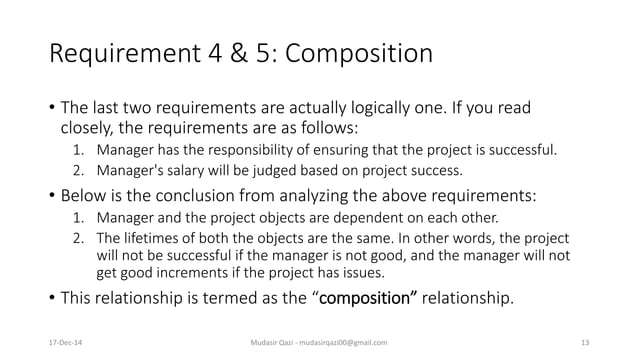 Requirement 4 & 5: Composition
• The last two requirements are actually logically one. If you read
closely, the requirements are as follows:
1. Manager has the responsibility of ensuring that the project is successful.
2. Manager's salary will be judged based on project success.
• Below is the conclusion from analyzing the above requirements:
1. Manager and the project objects are dependent on each other.
2. The lifetimes of both the objects are the same. In other words, the project
will not be successful if the manager is not good, and the manager will not
get good increments if the project has issues.
• This relationship is termed as the “composition” relationship.
17-Dec-14
Mudasir Qazi - mudasirqazi00@gmail.com
13